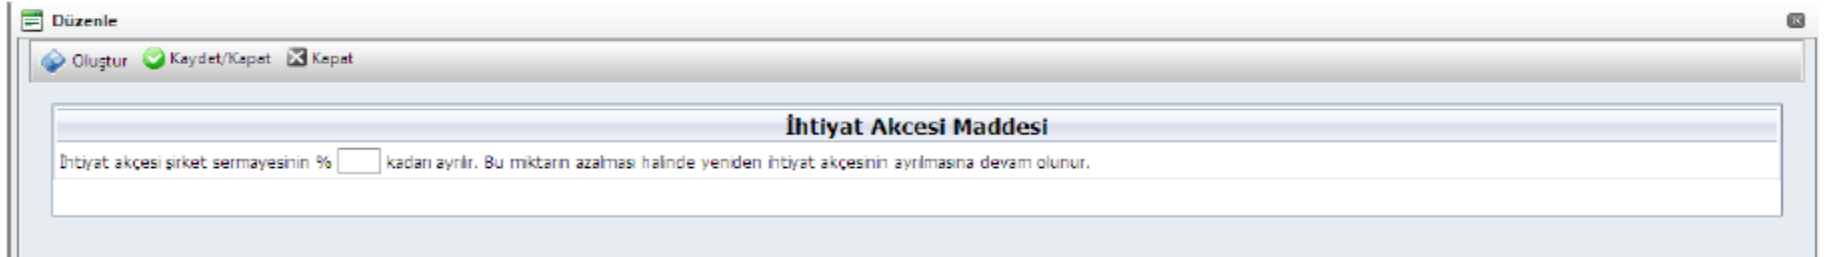 Düzenle
Oluştur Kaydet/Kapat Kapat
İhtiyat Akcesi Maddesi
İhtiyat akçesi şirket sermayesinin % kadarı ayrılır. Bu miktarın azalması halinde yeniden ihtiyat akçesinin ayrılmasına devam olunur.